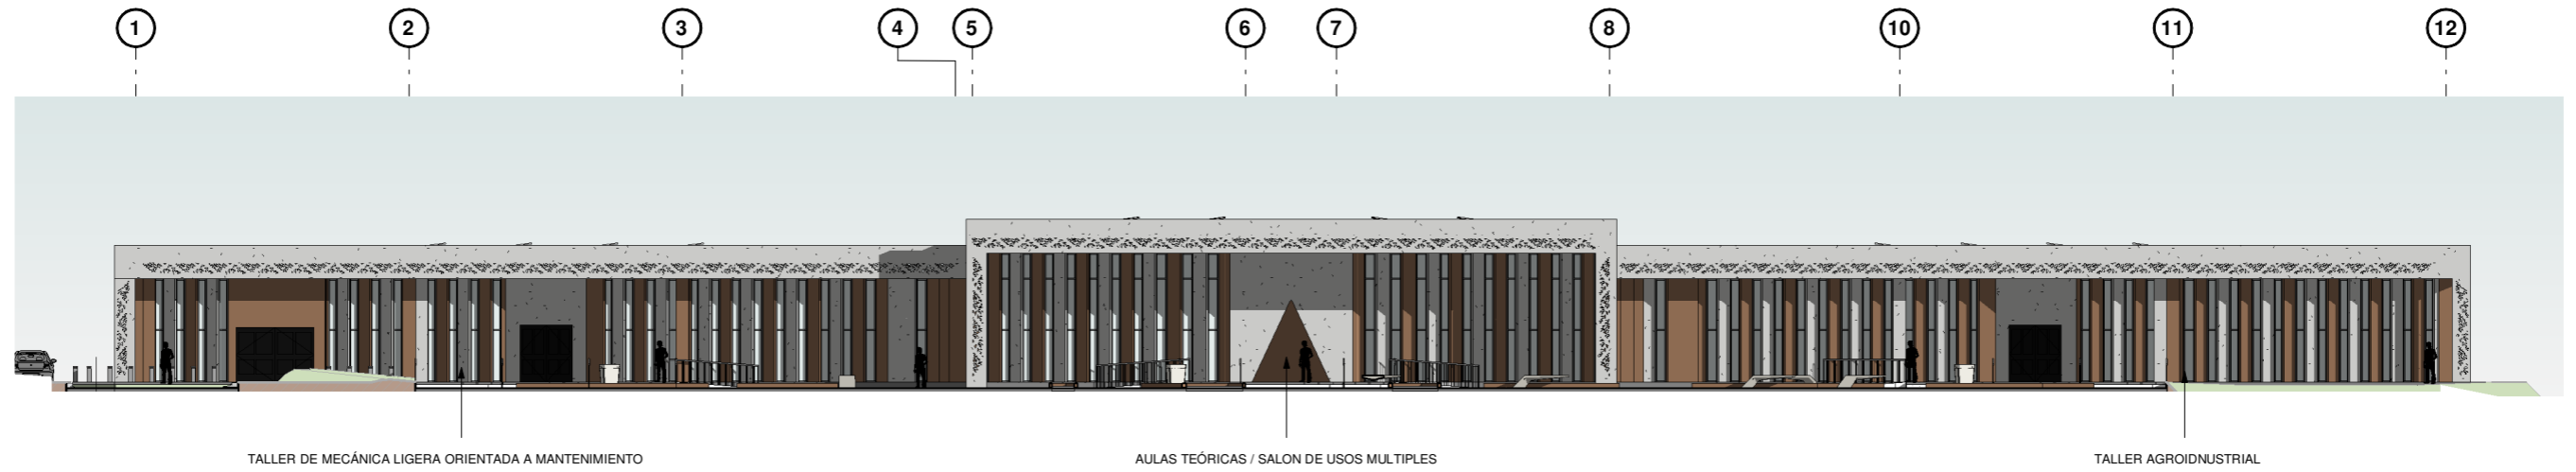 1 2 3 4 5 6 7 8 10 11 12
TALLER DE MECÁNICA LIGERA ORIENTADA A MANTENIMIENTO AULAS TEÓRICAS / SALON DE USOS MULTIPLES TALLER AGROIDNUSTRIAL